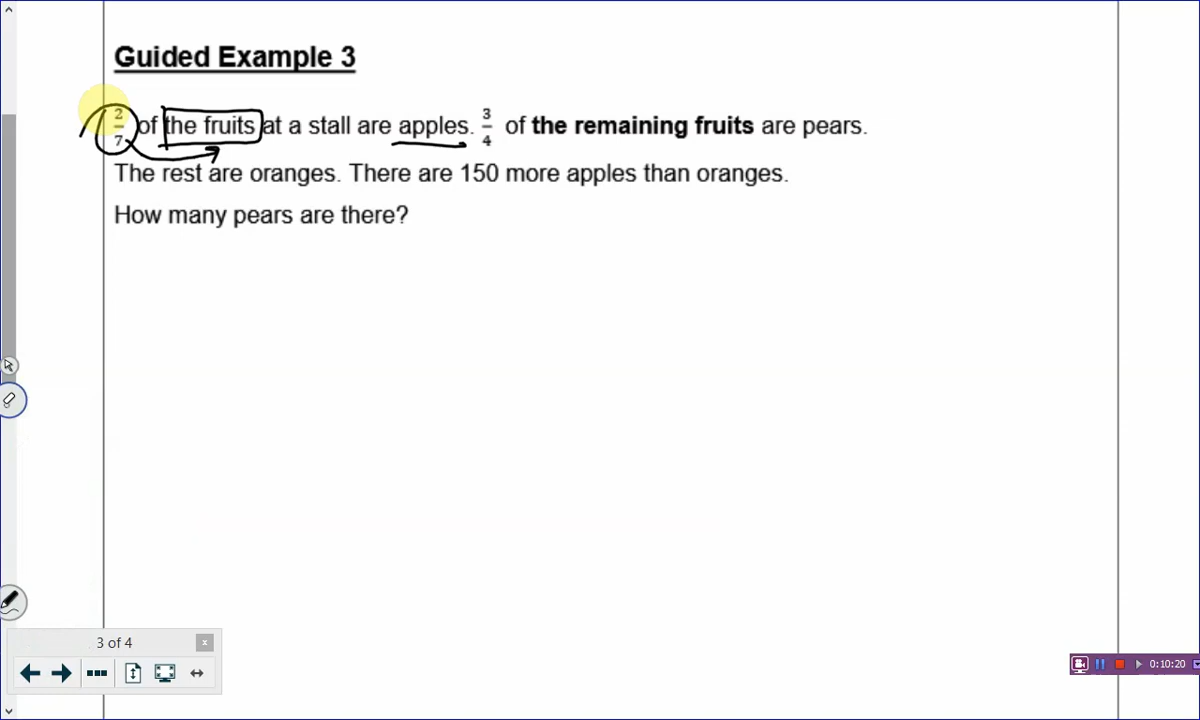 Guided Example 3
2/7 of the fruits at a stall are apples. 3/4 of the remaining fruits are pears.
The rest are oranges. There are 150 more apples than oranges.
How many pears are there?
3 of 4
0:10:20